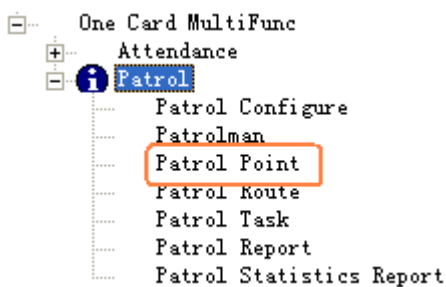 One Card MultiFunc
Attendance
Patrol
Patrol Configure
Patrolman
Patrol Point
Patrol Route
Patrol Task
Patrol Report
Patrol Statistics Report